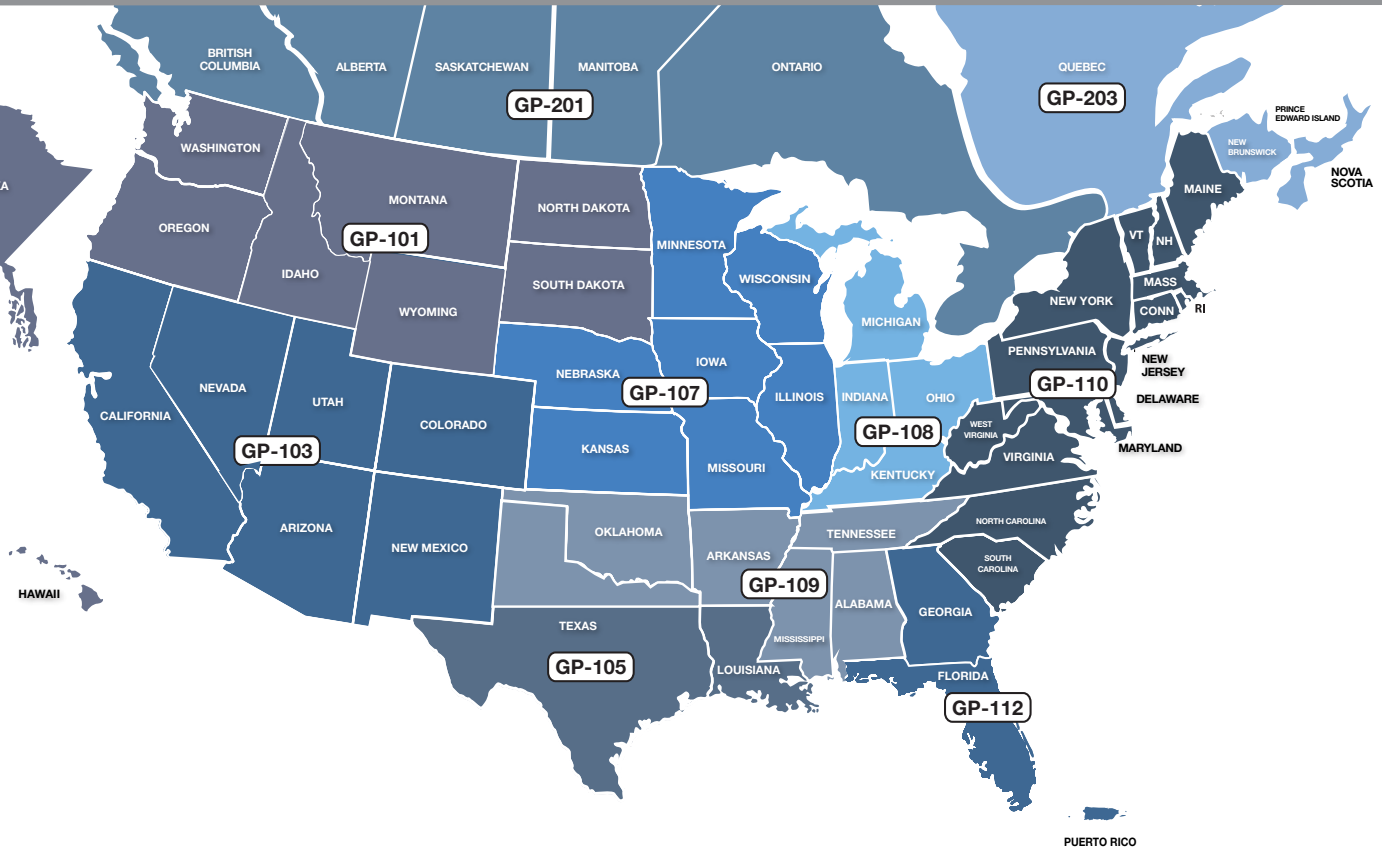 BRITISH
COLUMBIA
ALBERTA
SASKATCHEWAN
MANITOBA
ONTARIO
QUEBEC
GP-201
GP-203
PRINCE
EDWARD ISLAND
NEW
BRUNSWICK
NOVA
SCOTIA
WASHINGTON
MONTANA
NORTH DAKOTA
MAINE
A
OREGON
GP-101
MINNESOTA
VT
NH
IDAHO
SOUTH DAKOTA
WISCONSIN
MASS
WYOMING
MICHIGAN
NEW YORK
CONN
RI
PENNSYLVANIA
NEW
JERSEY
NEVADA
UTAH
NEBRASKA
IOWA
GP-107
ILLINOIS
INDIANA
OHIO
GP-110
DELAWARE
CALIFORNIA
COLORADO
GP-108
WEST
VIRGINIA
MARYLAND
GP-103
KANSAS
MISSOURI
KENTUCKY
VIRGINIA
ARIZONA
NEW MEXICO
OKLAHOMA
TENNESSEE
NORTH CAROLINA
ARKANSAS
SOUTH
CAROLINA
GP-109
HAWAII
ALABAMA
GEORGIA
TEXAS
MISSISSIPPI
GP-105
LOUISIANA
FLORIDA
GP-112
PUERTO RICO